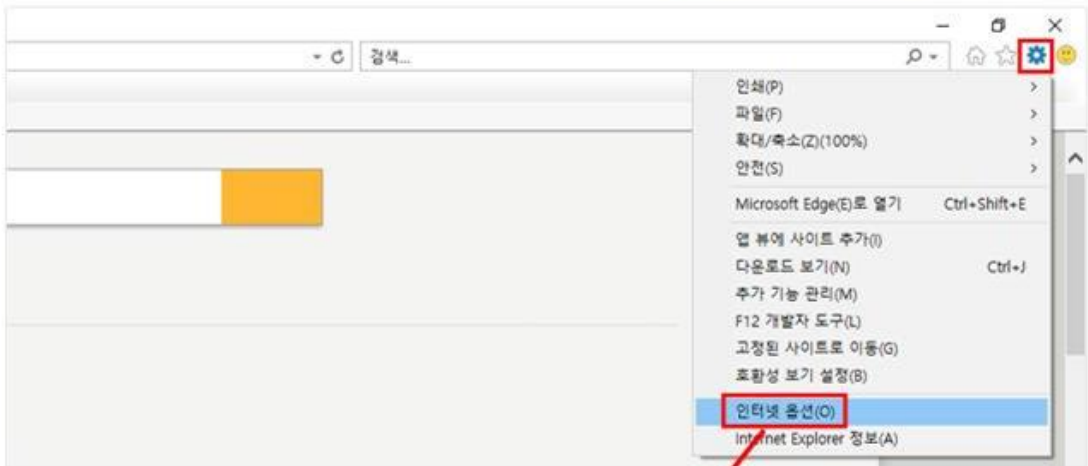 검색...
인쇄(P)
파일(F)
확대/축소(Z)(100%)
안전(S)
Microsoft Edge(E)로 열기 Ctrl+Shift+E
앱 뷰에 사이트 추가(I)
다운로드 보기(N) Ctrl+J
추가 기능 관리(M)
F12 개발자 도구(L)
고정된 사이트로 이동(G)
호환성 보기 설정(B)
인터넷 옵션(O)
Internet Explorer 정보(A)